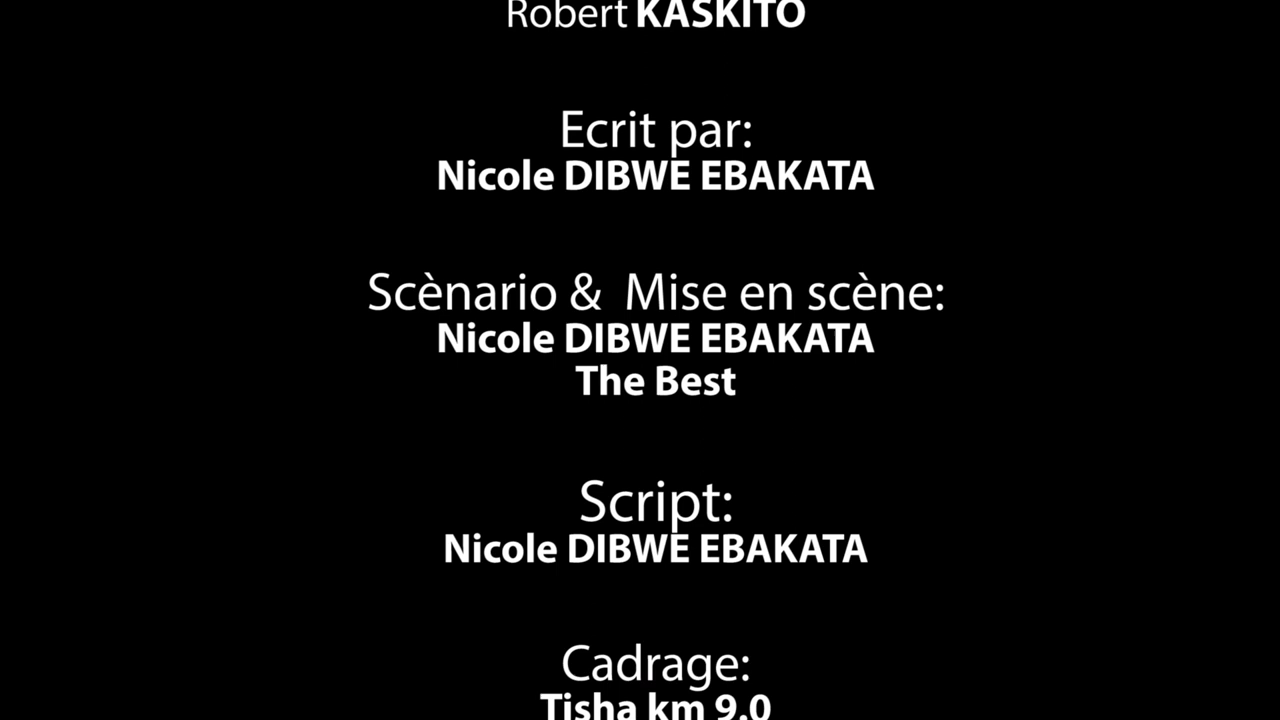 Robert KASKITO
Ecrit par:
Nicole DIBWE EBAKATA
Scènario & Mise en scène:
Nicole DIBWE EBAKATA
The Best
Script:
Nicole DIBWE EBAKATA
Cadrage:
Tisha km 9.0